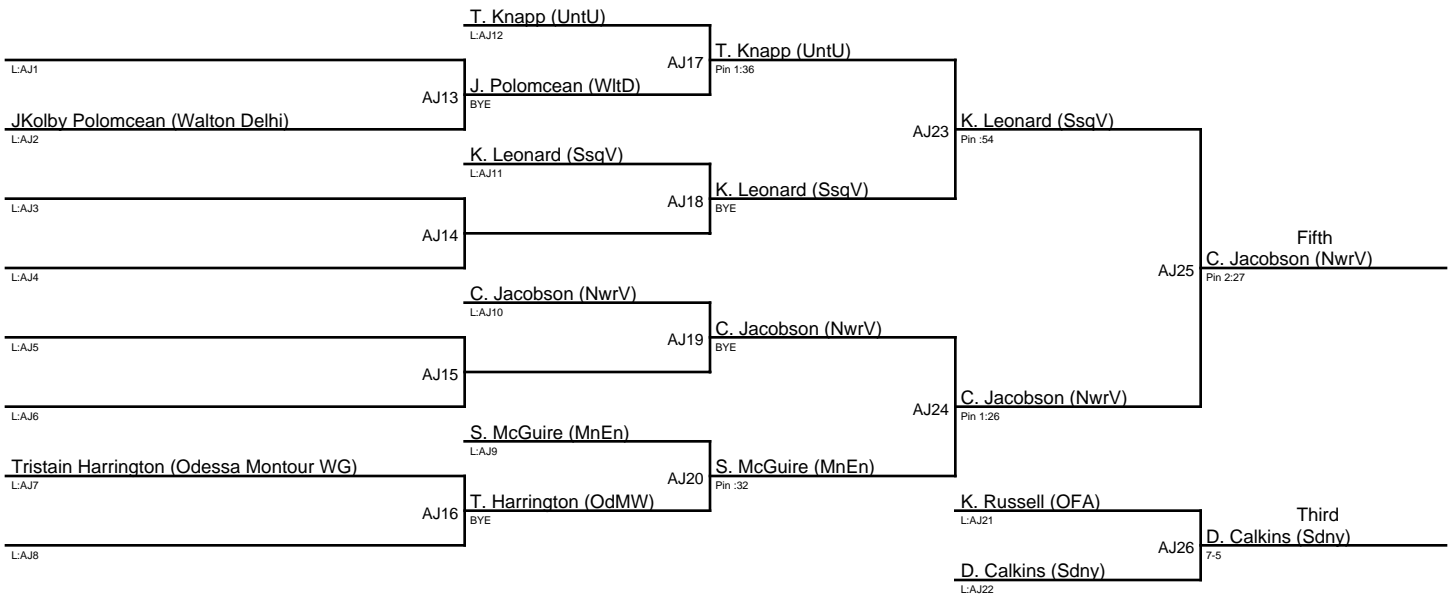 T. Knapp (UntU)
L:AJ12
L:AJ1
AJ17
T. Knapp (UntU)
Pin 1:36
AJ13
J. Polomcean (WltD)
BYE
JKolby Polomcean (Walton Delhi)
L:AJ2
AJ23
K. Leonard (SsqV)
Pin :54
K. Leonard (SsqV)
L:AJ11
L:AJ3
AJ18
K. Leonard (SsqV)
BYE
AJ14
L:AJ4
Fifth
AJ25
C. Jacobson (NwrV)
Pin 2:27
C. Jacobson (NwrV)
L:AJ10
L:AJ5
AJ19
C. Jacobson (NwrV)
BYE
AJ15
L:AJ6
AJ24
C. Jacobson (NwrV)
Pin 1:26
S. McGuire (MnEn)
L:AJ9
Tristain Harrington (Odessa Montour WG)
L:AJ7
AJ20
S. McGuire (MnEn)
Pin :32
AJ16
T. Harrington (OdMW)
BYE
K. Russell (OFA)
L:AJ21
Third
L:AJ8
AJ26
D. Calkins (Sdny)
7-5
D. Calkins (Sdny)
L:AJ22